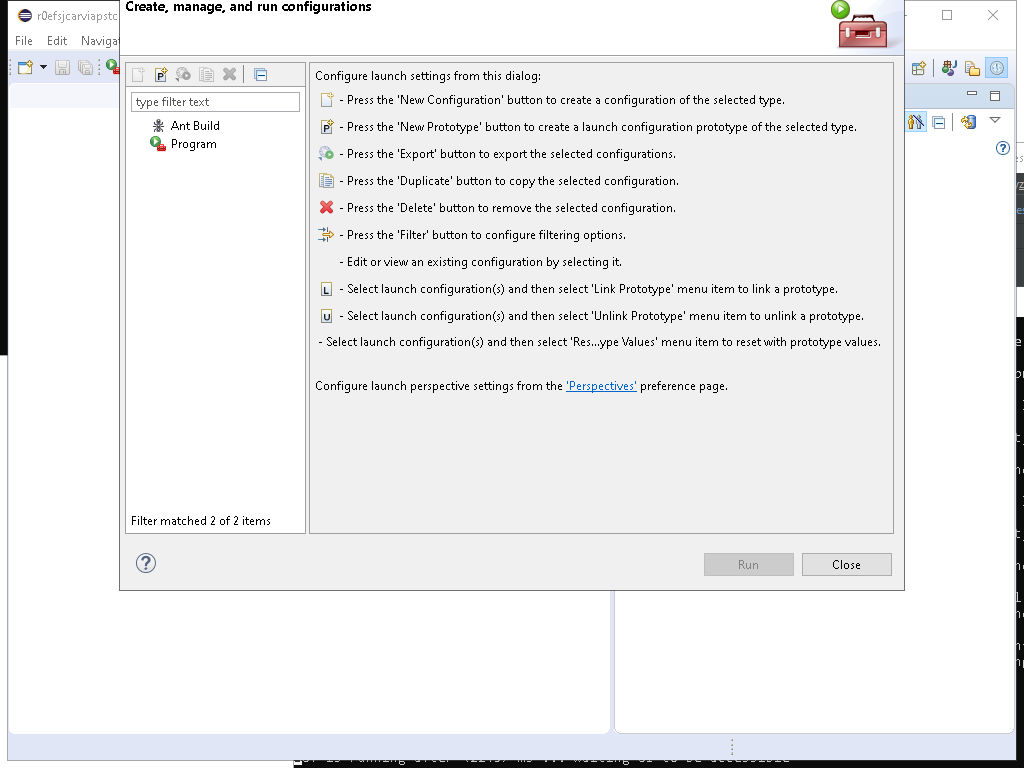 Create, manage, and run configurations
r0efsjcarviapstc
File Edit Navigat
type filter text
Ant Build
Program
Filter matched 2 of 2 items
Configure launch settings from this dialog:
- Press the 'New Configuration' button to create a configuration of the selected type.
- Press the 'New Prototype' button to create a launch configuration prototype of the selected type.
- Press the 'Export' button to export the selected configurations.
- Press the 'Duplicate' button to copy the selected configuration.
- Press the 'Delete' button to remove the selected configuration.
- Press the 'Filter' button to configure filtering options.
- Edit or view an existing configuration by selecting it.
L - Select launch configuration(s) and then select 'Link Prototype' menu item to link a prototype.
U - Select launch configuration(s) and then select 'Unlink Prototype' menu item to unlink a prototype.
- Select launch configuration(s) and then select 'Res...ype Values' menu item to reset with prototype values.
Configure launch perspective settings from the 'Perspectives' preference page.
Run
Close